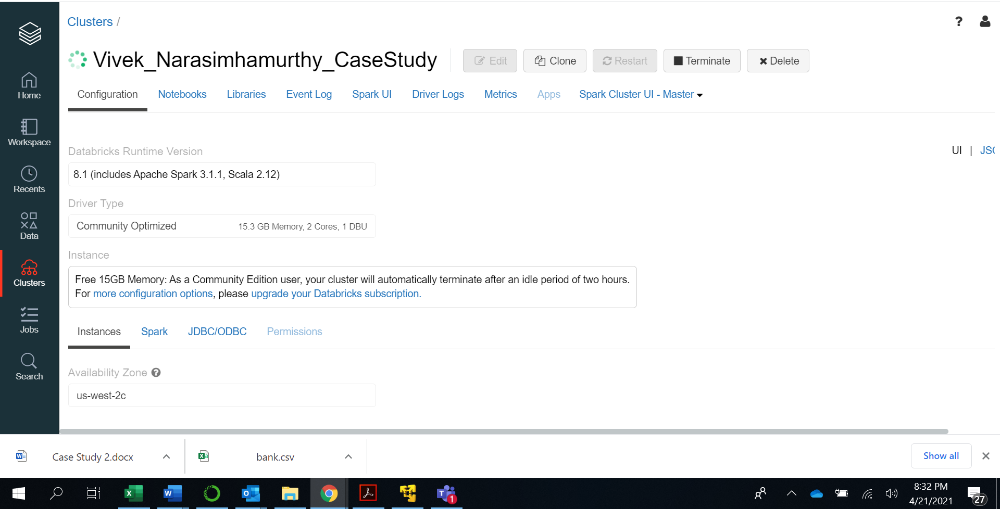 Clusters /
Vivek_Narasimhamurthy_CaseStudy
Edit
Clone
Restart
Terminate
Delete
Configuration Notebooks Libraries Event Log Spark UI Driver Logs Metrics Apps Spark Cluster UI - Master
Home
Workspace
Recents
Data
Clusters
Jobs
Search
UI |
Databricks Runtime Version
8.1 (includes Apache Spark 3.1.1, Scala 2.12)
Driver Type
Community Optimized 15.3 GB Memory, 2 Cores, 1 DBU
Instance
Free 15GB Memory: As a Community Edition user, your cluster will automatically terminate after an idle period of two hours.
For more configuration options, please upgrade your Databricks subscription.
Instances Spark JDBC/ODBC Permissions
Availability Zone ?
us-west-2c
Case Study 2.docx
bank.csv
Show all
8:32 PM
4/21/2021
1
27